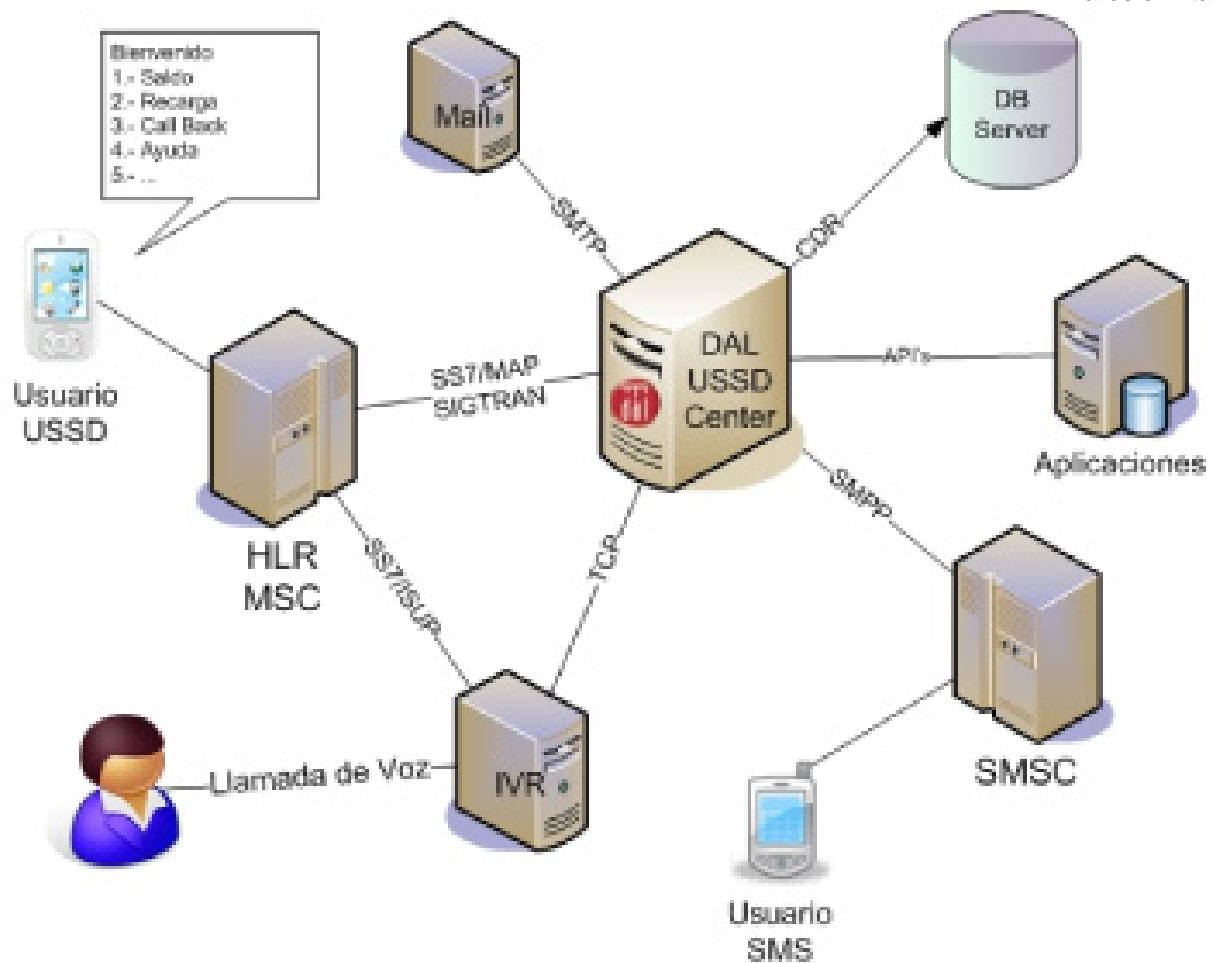 Bienvenido
1.- Saldo
2.- Recarga
3.- Call Back
4.- Ayuda
5.- ...
Mail
DB
Server
SMTP
CDR
Usuario
USSD
SS7/MAP
SIGTRAN
DAL
USSD
Center
API's
Aplicaciones
HLR
MSC
SS7/ISUP
TCP
SMPP
Llamada de Voz
IVR
SMSC
Usuario
SMS